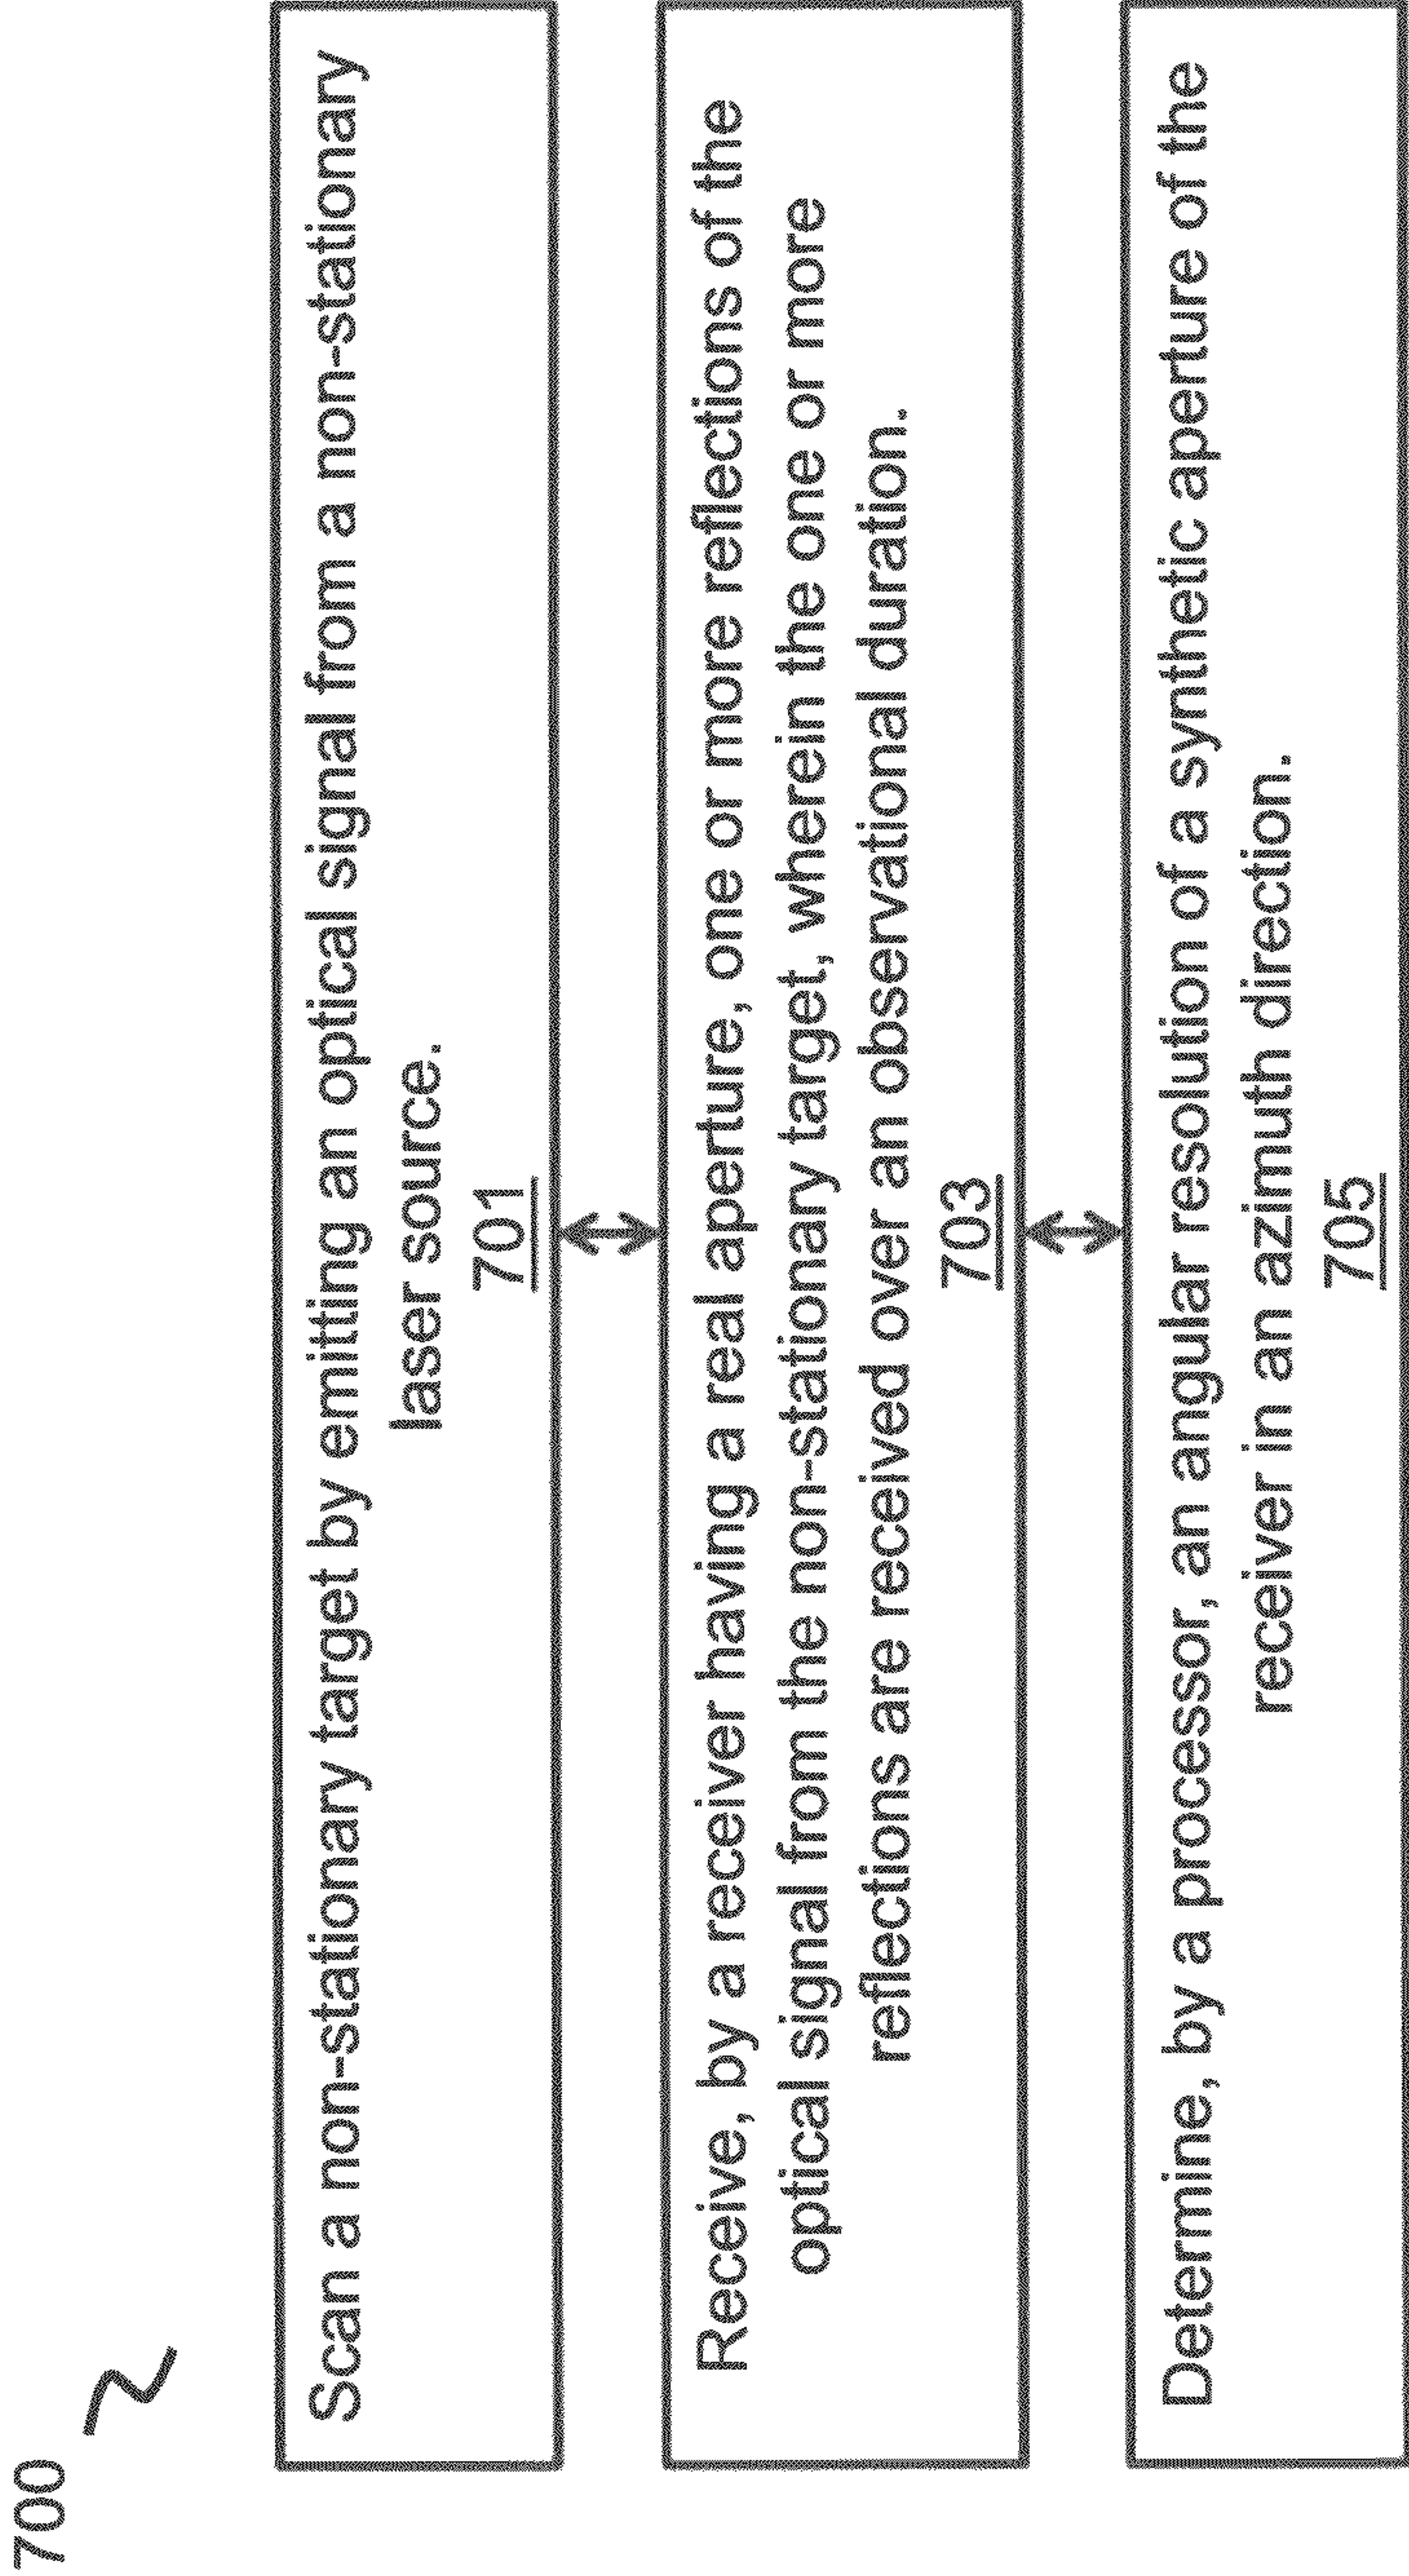 700
Scan a non-stationary target by emitting an optical signal from a non-stationary
laser source.
701
Receive, by a receiver having a real aperture, one or more reflections of the
optical signal from the non-stationary target, wherein the one or more
reflections are received over an observational duration.
703
Determine, by a processor, an angular resolution of a synthetic aperture of the
receiver in an azimuth direction.
705